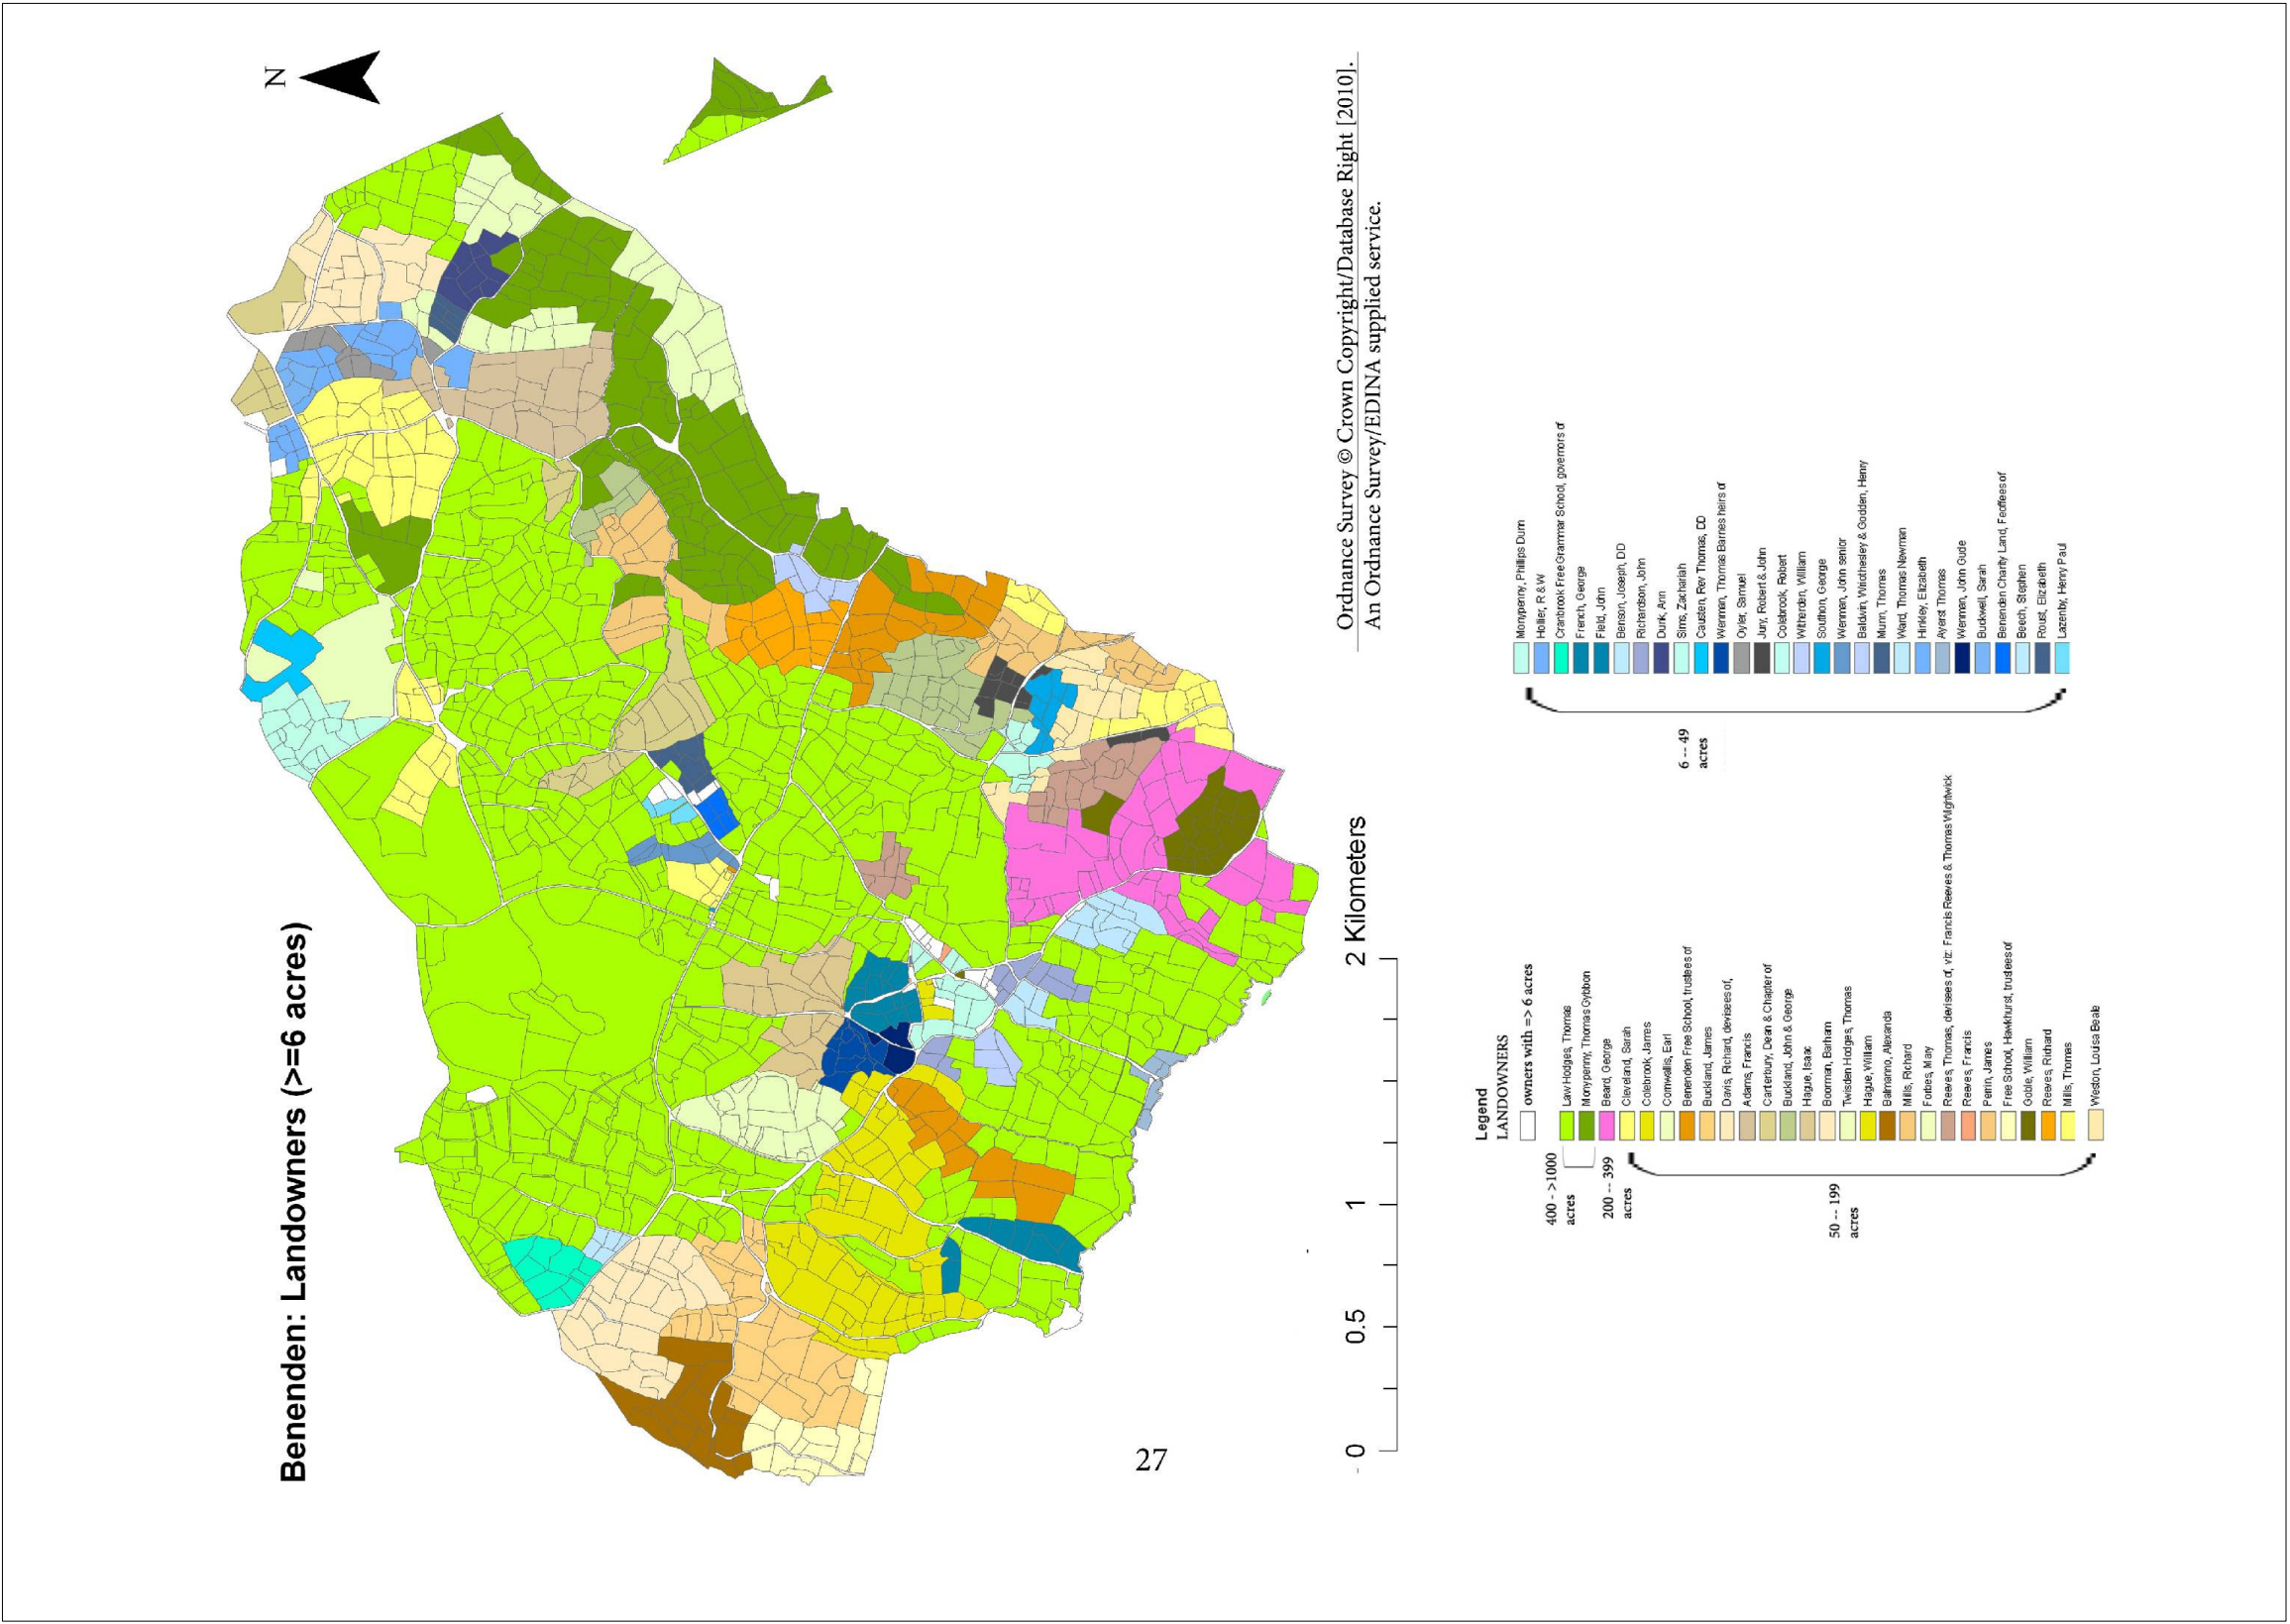 Benenden: Landowners (>=6 acres)
N
Ordnance Survey © Crown Copyright/Database Right [2010].
An Ordnance Survey/EDINA supplied service.
27
0 0.5 1 2 Kilometers
Legend
LANDOWNERS
owners with => 6 acres
400 - >1000
acres
Law Hodges, Thomas
Monypenny, Thomas Gybbon
200 -- 399
acres
Beard, George
50 -- 199
acres
Cleveland, Sarah
Colebrook, James
Cornwallis, Earl
Benenden Free School, trustees of
Buckland, James
Davis, Richard, devisees of,
Adams, Francis
Canterbury, Dean & Chapter of
Buckland, John & George
Hague, Isaac
Boorman, Barham
Twisden Hodges, Thomas
Hague, William
Balmanno, Alexanda
Mills, Richard
Forbes, May
Reeves, Thomas, devisees of, viz: Francis Reeves & Thomas Wightwick
Reeves, Francis
Perrin, James
Free School, Hawkhurst, trustees of
Goble, William
Reeves, Richard
Mills, Thomas
Weston, Louisa Beale
6 -- 49
acres
Monypenny, Phillips Dunn
Hollier, R & W
Cranbrook Free Grammar School, governors of
French, George
Field, John
Benson, Joseph, DD
Richardson, John
Dunk, Ann
Sims, Zachariah
Causten, Rev Thomas, DD
Wenman, Thomas Barnes heirs of
Oyler, Samuel
Jury, Robert & John
Colebrook, Robert
Witherden, William
Southon, George
Wenman, John senior
Baldwin, Wriothesley & Godden, Henry
Munn, Thomas
Ward, Thomas Newman
Hinkley, Elizabeth
Ayerst Thomas
Wenman, John Gude
Buckwell, Sarah
Benenden Charity Land, Feoffees of
Beech, Stephen
Roust, Elizabeth
Lazenby, Henry Paul